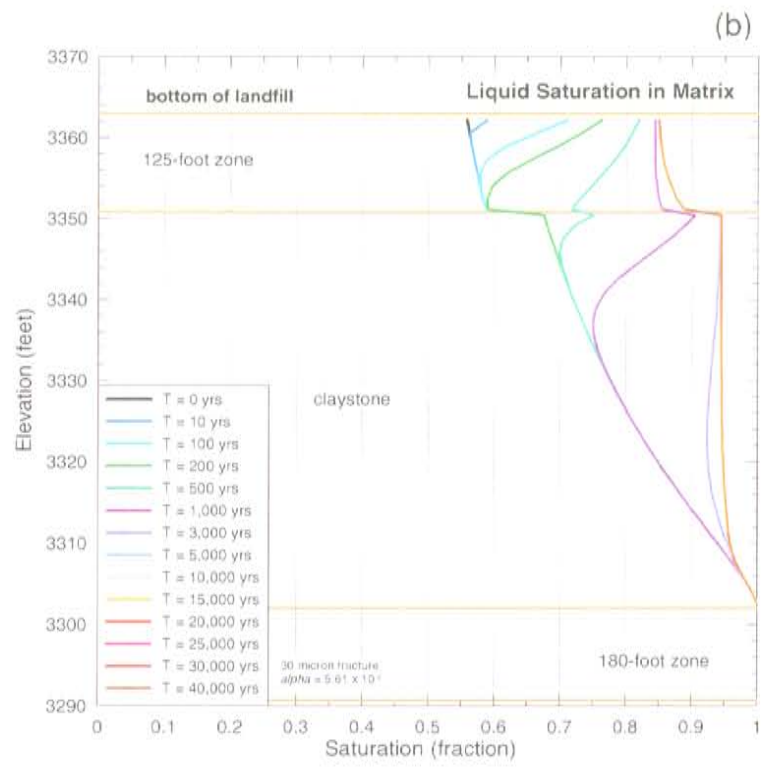 (b)
3370
bottom of landfill
Liquid Saturation in Matrix
3360
125-foot zone
3350
3340
Elevation (feet)
3330
claystone
T = 0 yrs
T = 10 yrs
T = 100 yrs
T = 200 yrs
T = 500 yrs
T = 1,000 yrs
T = 3,000 yrs
T = 5,000 yrs
T = 10,000 yrs
T = 15,000 yrs
T = 20,000 yrs
T = 25,000 yrs
T = 30,000 yrs
T = 40,000 yrs
3320
3310
3300
180-foot zone
30 micron fracture
alpha = 5.61 x 10
3290
0 0.1 0.2 0.3 0.4 0.5 0.6 0.7 0.8 0.9 1
Saturation (fraction)